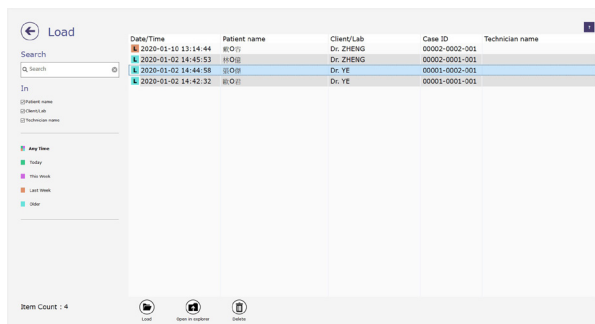 Load
Search
Search
In
Patient name
Client/Lab
Technician name
Any Time
Today
This Week
Last Week
Older
Item Count : 4
1
Date/Time Patient name Client/Lab Case ID Technician name
L 2020-01-10 13:14:44 O Dr. ZHENG 00002-0002-001
L 2020-01-02 14:45:53 林O Dr. ZHENG 00002-0001-001
L 2020-01-02 14:44:58 O Dr. YE 00001-0002-001
L 2020-01-02 14:42:32 O Dr. YE 00001-0001-001
Load Open in explorer Delete